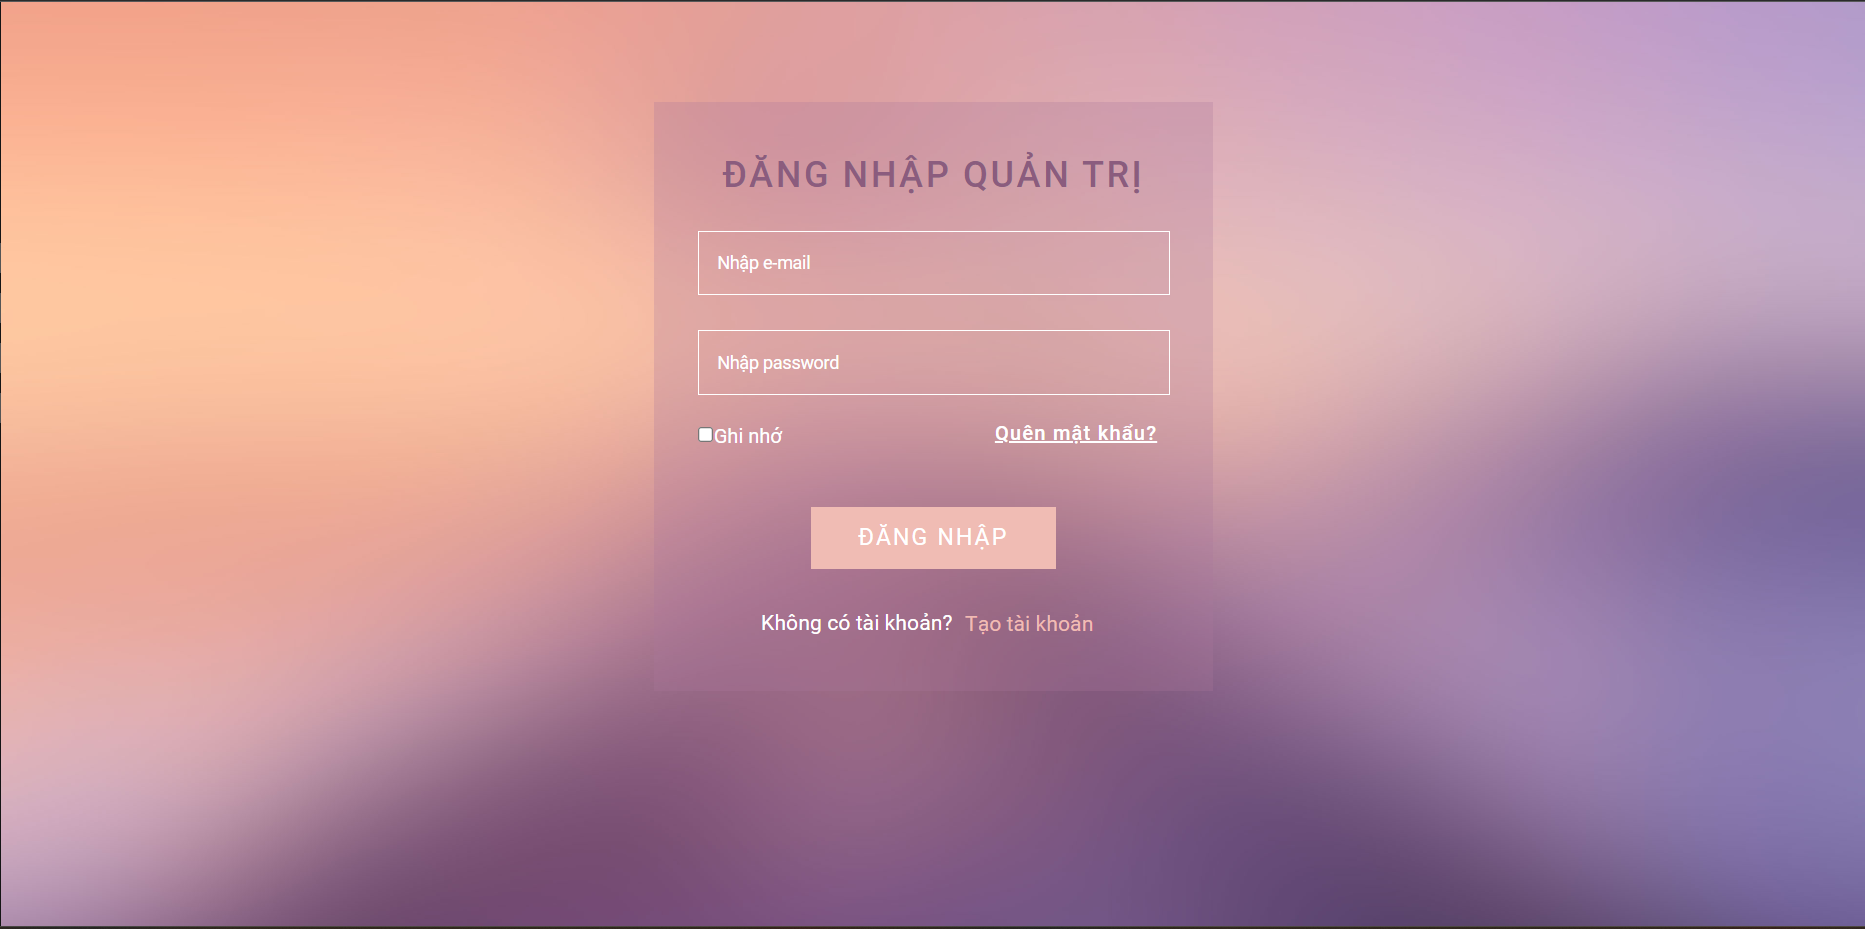 ĐĂNG NHẬP QUẢN TRỊ
Nhập e-mail
Nhập password
Ghi nhớ
Quên mật khẩu?
ĐĂNG NHẬP
Không có tài khoản? Tạo tài khoản